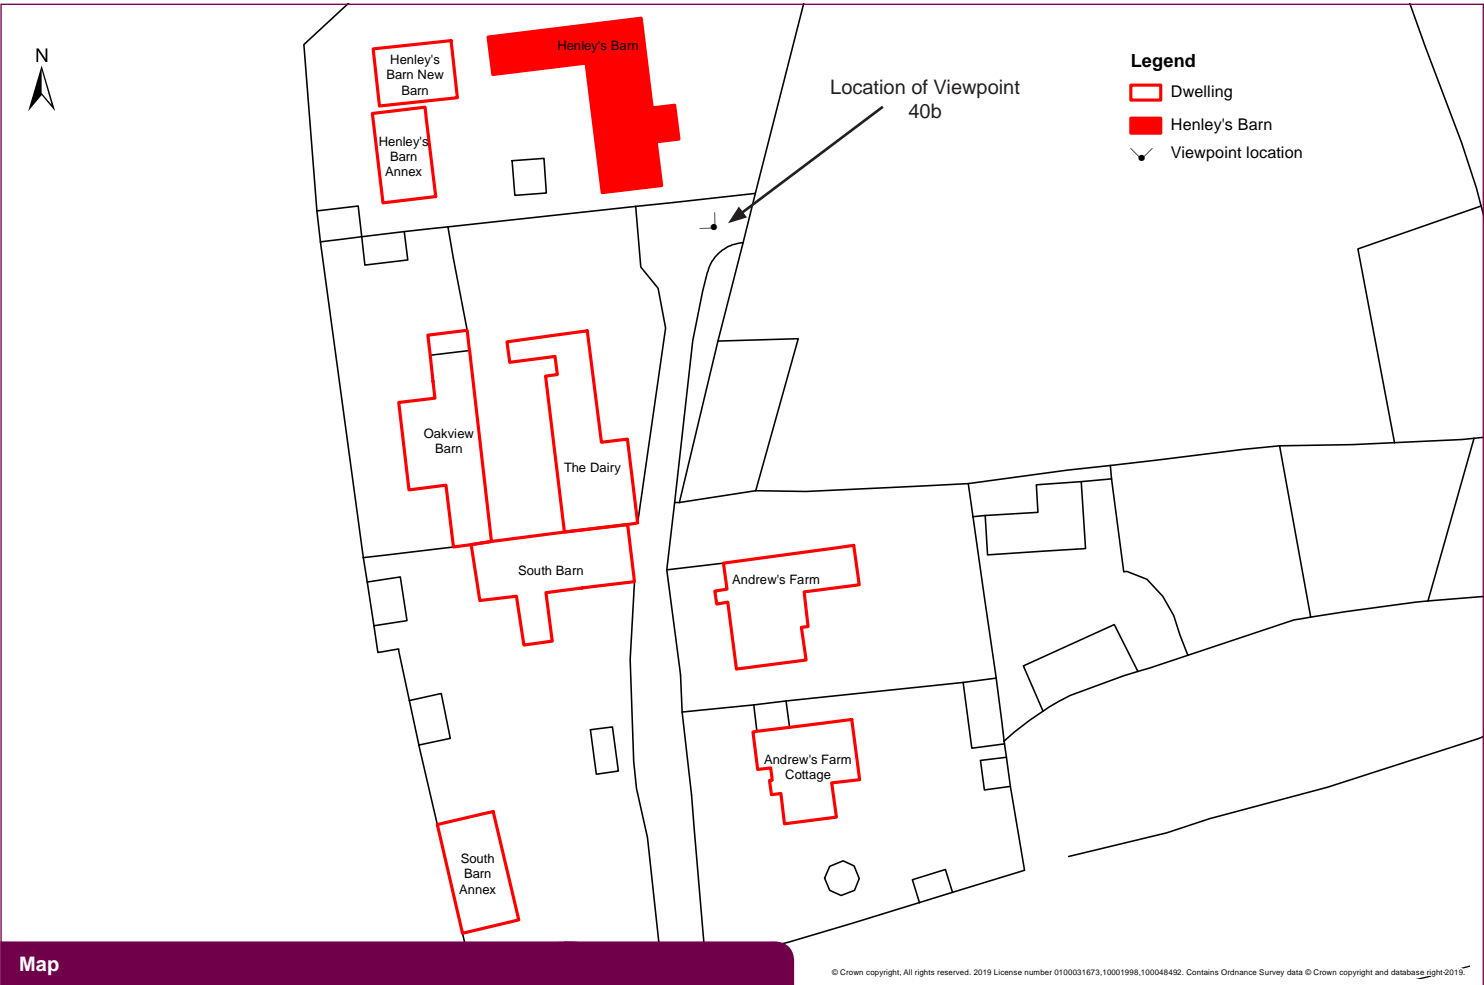 N
Henley's
Barn New
Barn
Henley's Barn
Henley's
Barn
Annex
Location of Viewpoint
40b
Legend
Dwelling
Henley's Barn
Viewpoint location
Oakview
Barn
The Dairy
South Barn
Andrew's Farm
Andrew's Farm
Cottage
South
Barn
Annex
Map
© Crown copyright, All rights reserved. 2019 License number 0100031673,10001998,100048492. Contains Ordnance Survey data © Crown copyright and database right 2019.